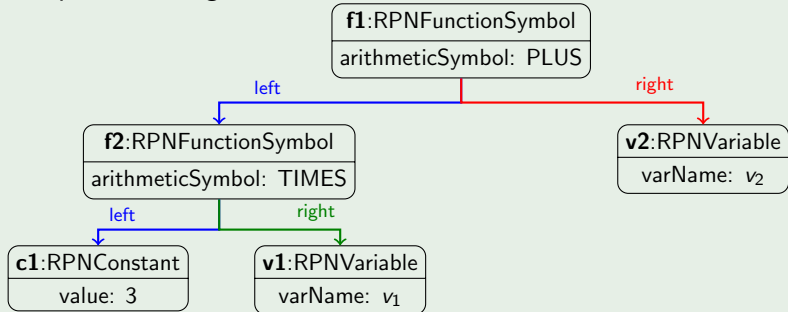 f1:RPNFunctionSymbol
arithmeticSymbol: PLUS
left
right
f2:RPNFunctionSymbol
arithmeticSymbol: TIMES
v2:RPNVariable
varName: v₂
left
right
c1:RPNConstant
value: 3
v1:RPNVariable
varName: v₁